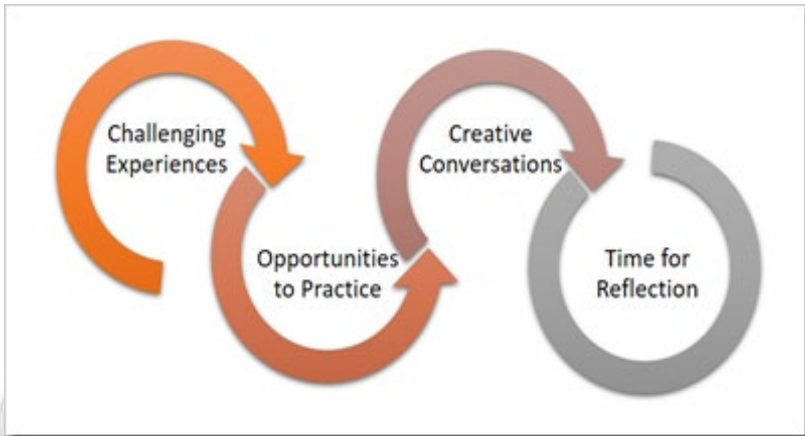 Challenging
Experiences
Opportunities
to Practice
Creative
Conversations
Time for
Reflection